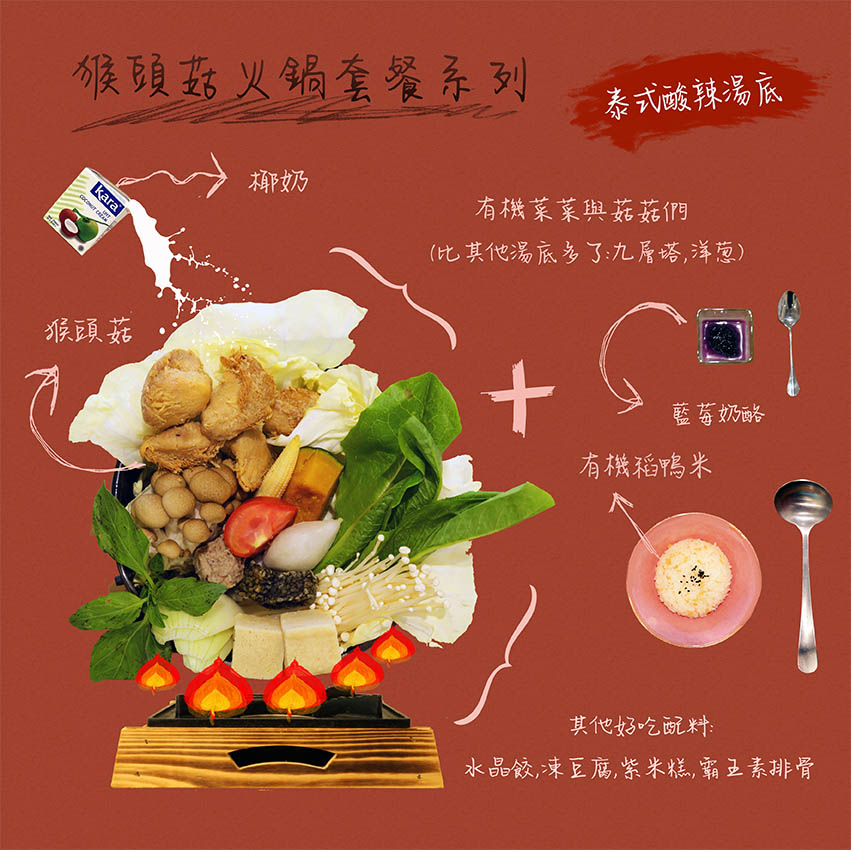 猴頭菇火鍋套餐系列
泰式酸辣湯底
kara
COCONUT CREAM
椰奶
有機菜菜與菇菇們
(比其他湯底多了:九層塔,洋蔥)
猴頭菇
藍莓奶酪
有機稻鴨米
其他好吃配料:
水晶餃,凍豆腐,紫米糕,霸王素排骨